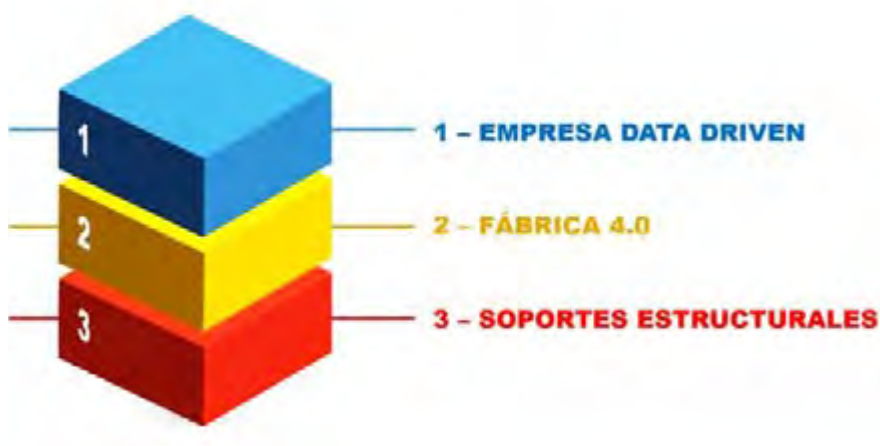 1
1 – EMPRESA DATA DRIVEN
2
2 – FÁBRICA 4.0
3
3 – SOPORTES ESTRUCTURALES